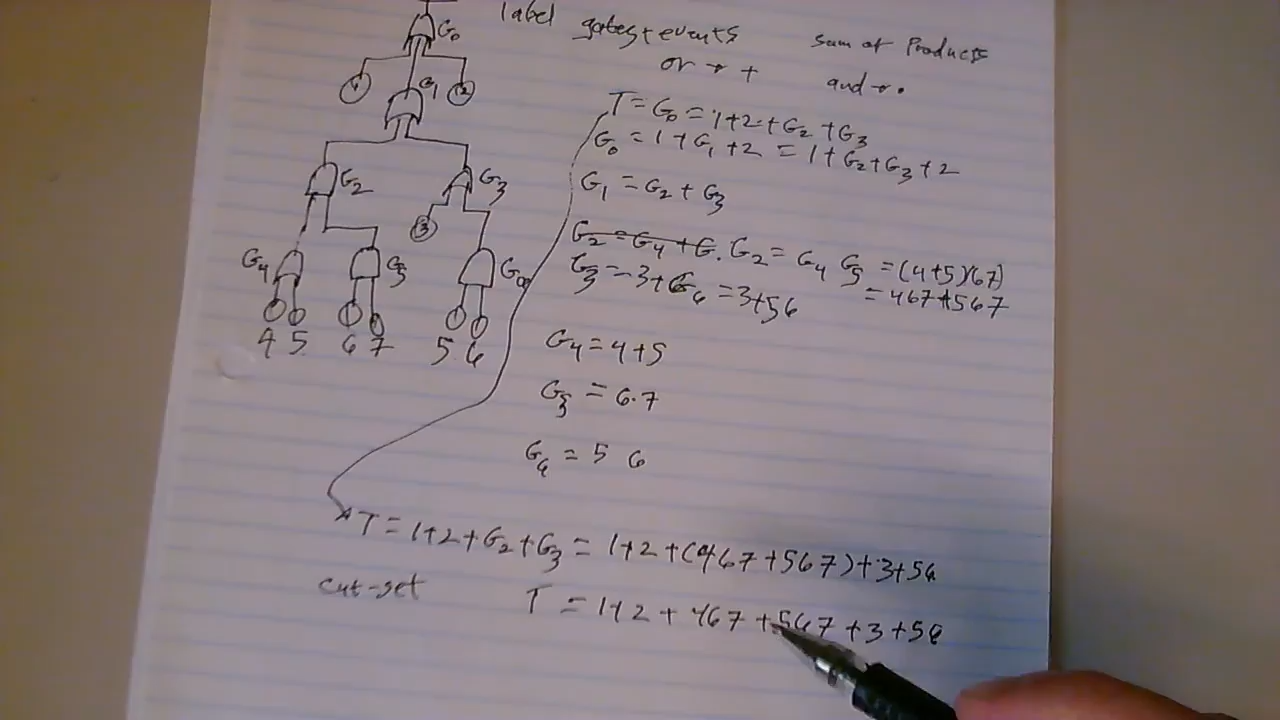 label gates + events sum of Products
or → + and → •
G0
1 G1 2
T = G0 = 1+2+G2+G3
G0 = 1+G1+2 = 1+G2+G3+2
G2 G3
G1 = G2+G3
3
G2 = G4+G. G2 = G4 G5 = (4+5)(67)
G3 = 3+G6 = 3+56 = 467+567
G4 G5 G6
4 5 6 7 5 6
G4 = 4+5
G5 = 6.7
G6 = 5 6
T = 1+2+G2+G3 = 1+2+(467+567)+3+56
cut-set T = 1+2+467+567+3+56